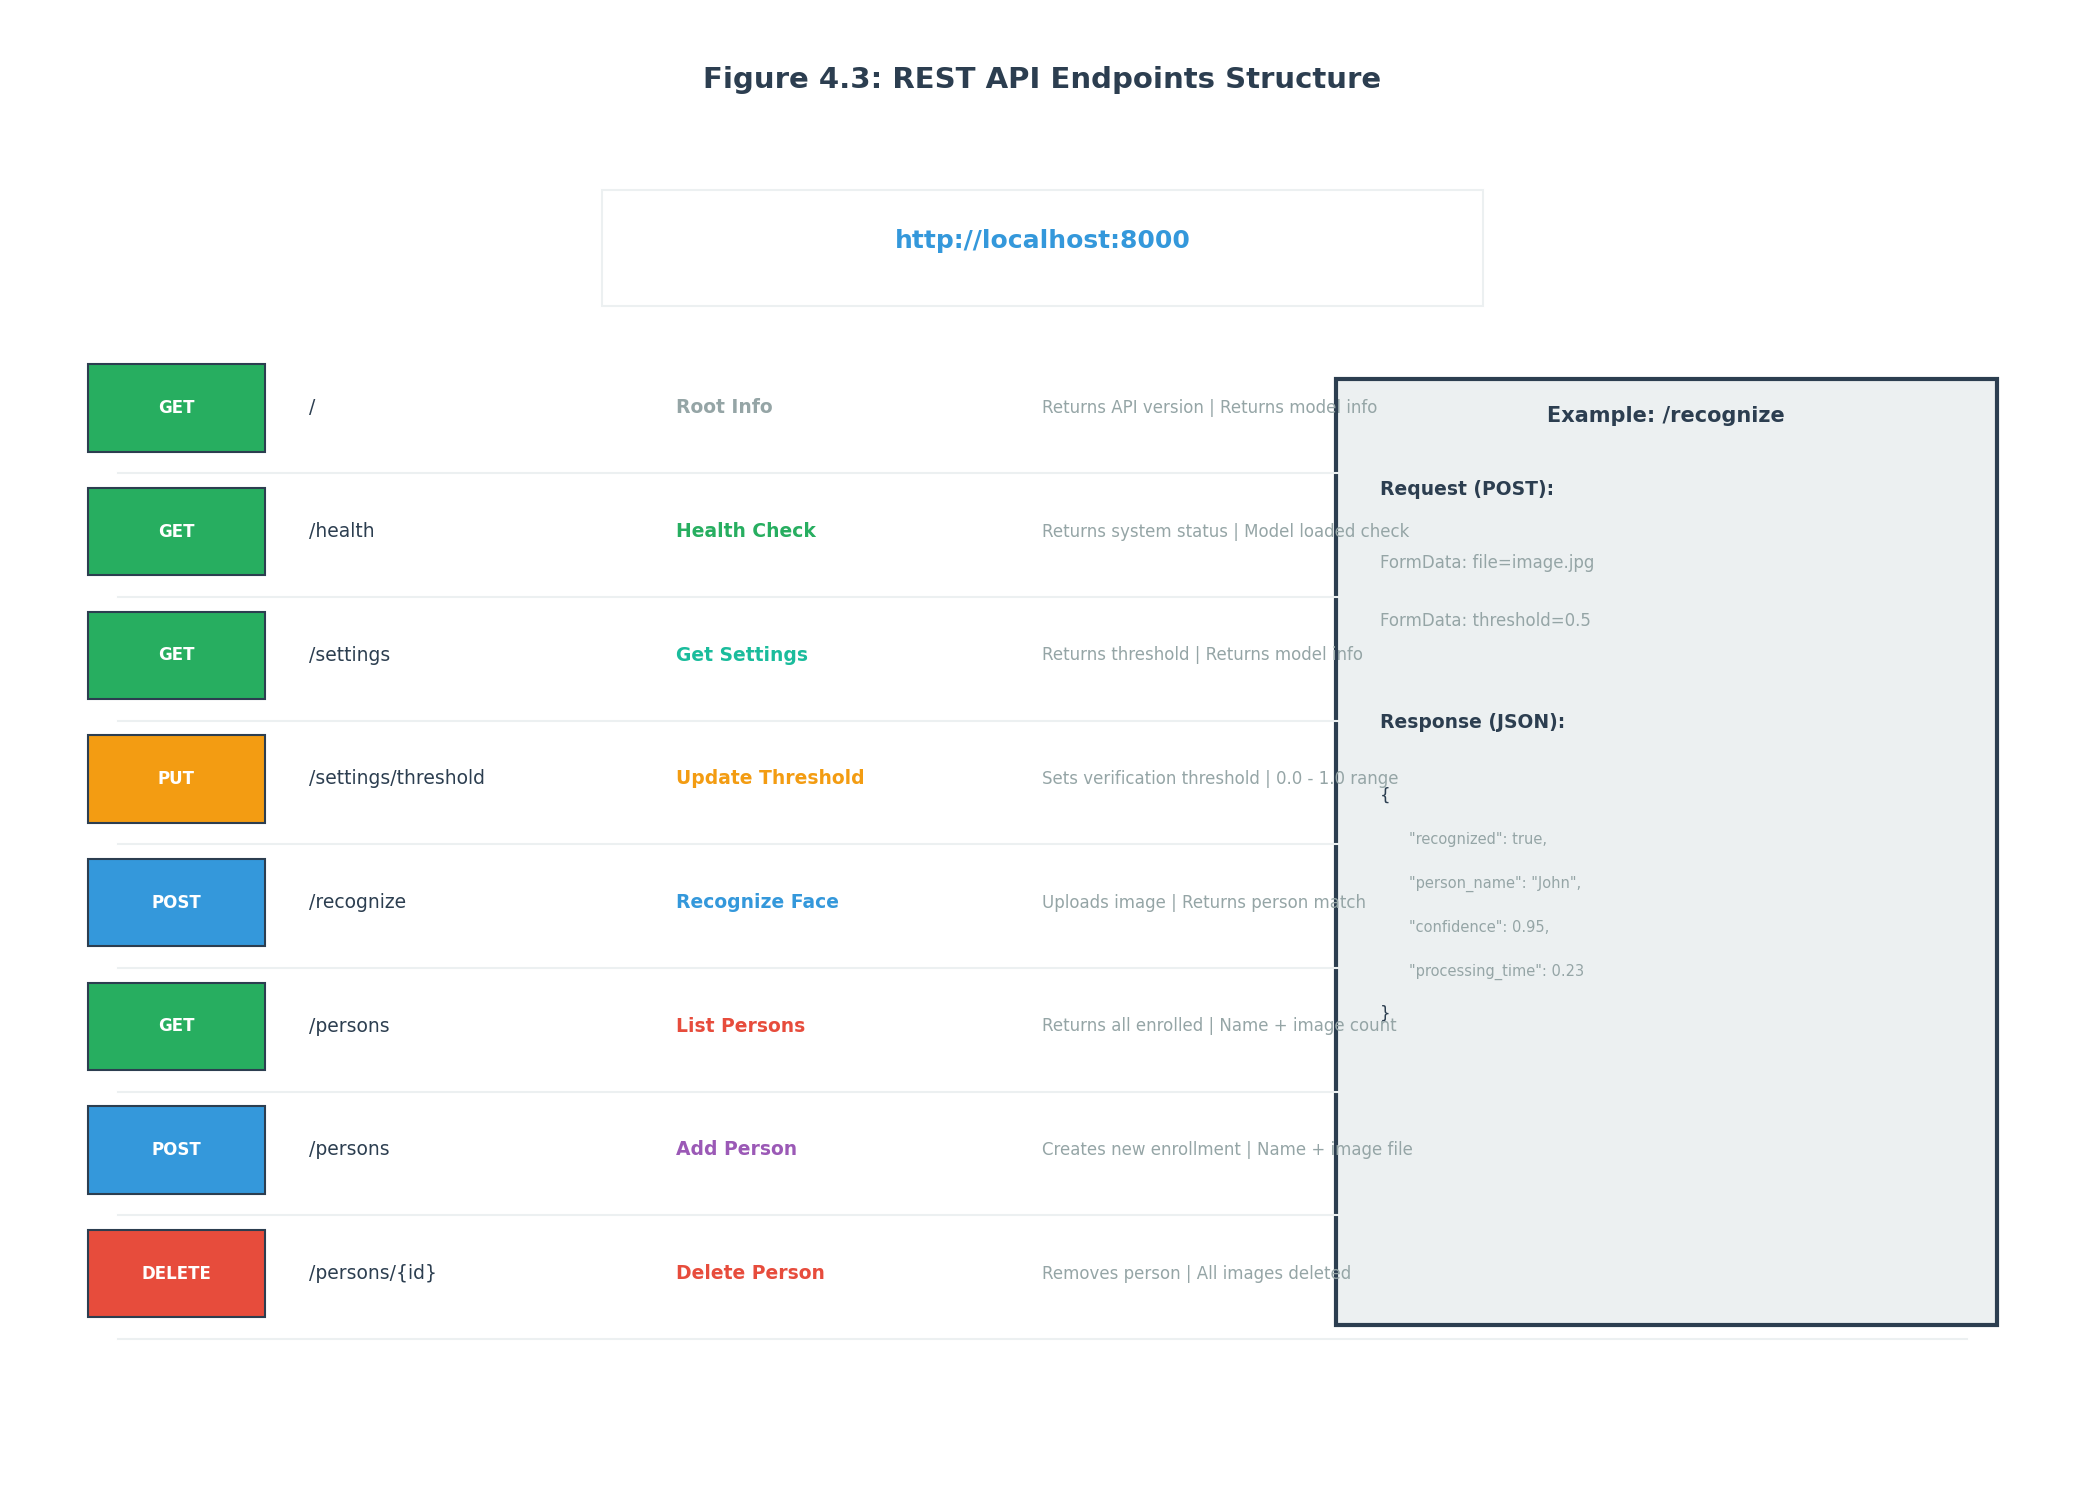 Figure 4.3: REST API Endpoints Structure
http://localhost:8000
GET / Root Info Returns API version | Returns model info
GET /health Health Check Returns system status | Model loaded check
GET /settings Get Settings Returns threshold | Returns model info
PUT /settings/threshold Update Threshold Sets verification threshold | 0.0 - 1.0 range
POST /recognize Recognize Face Uploads image | Returns person match
GET /persons List Persons Returns all enrolled | Name + image count
POST /persons Add Person Creates new enrollment | Name + image file
DELETE /persons/{id} Delete Person Removes person | All images deleted
Example: /recognize
Request (POST):
FormData: file=image.jpg
FormData: threshold=0.5
Response (JSON):
{
"recognized": true,
"person_name": "John",
"confidence": 0.95,
"processing_time": 0.23
}